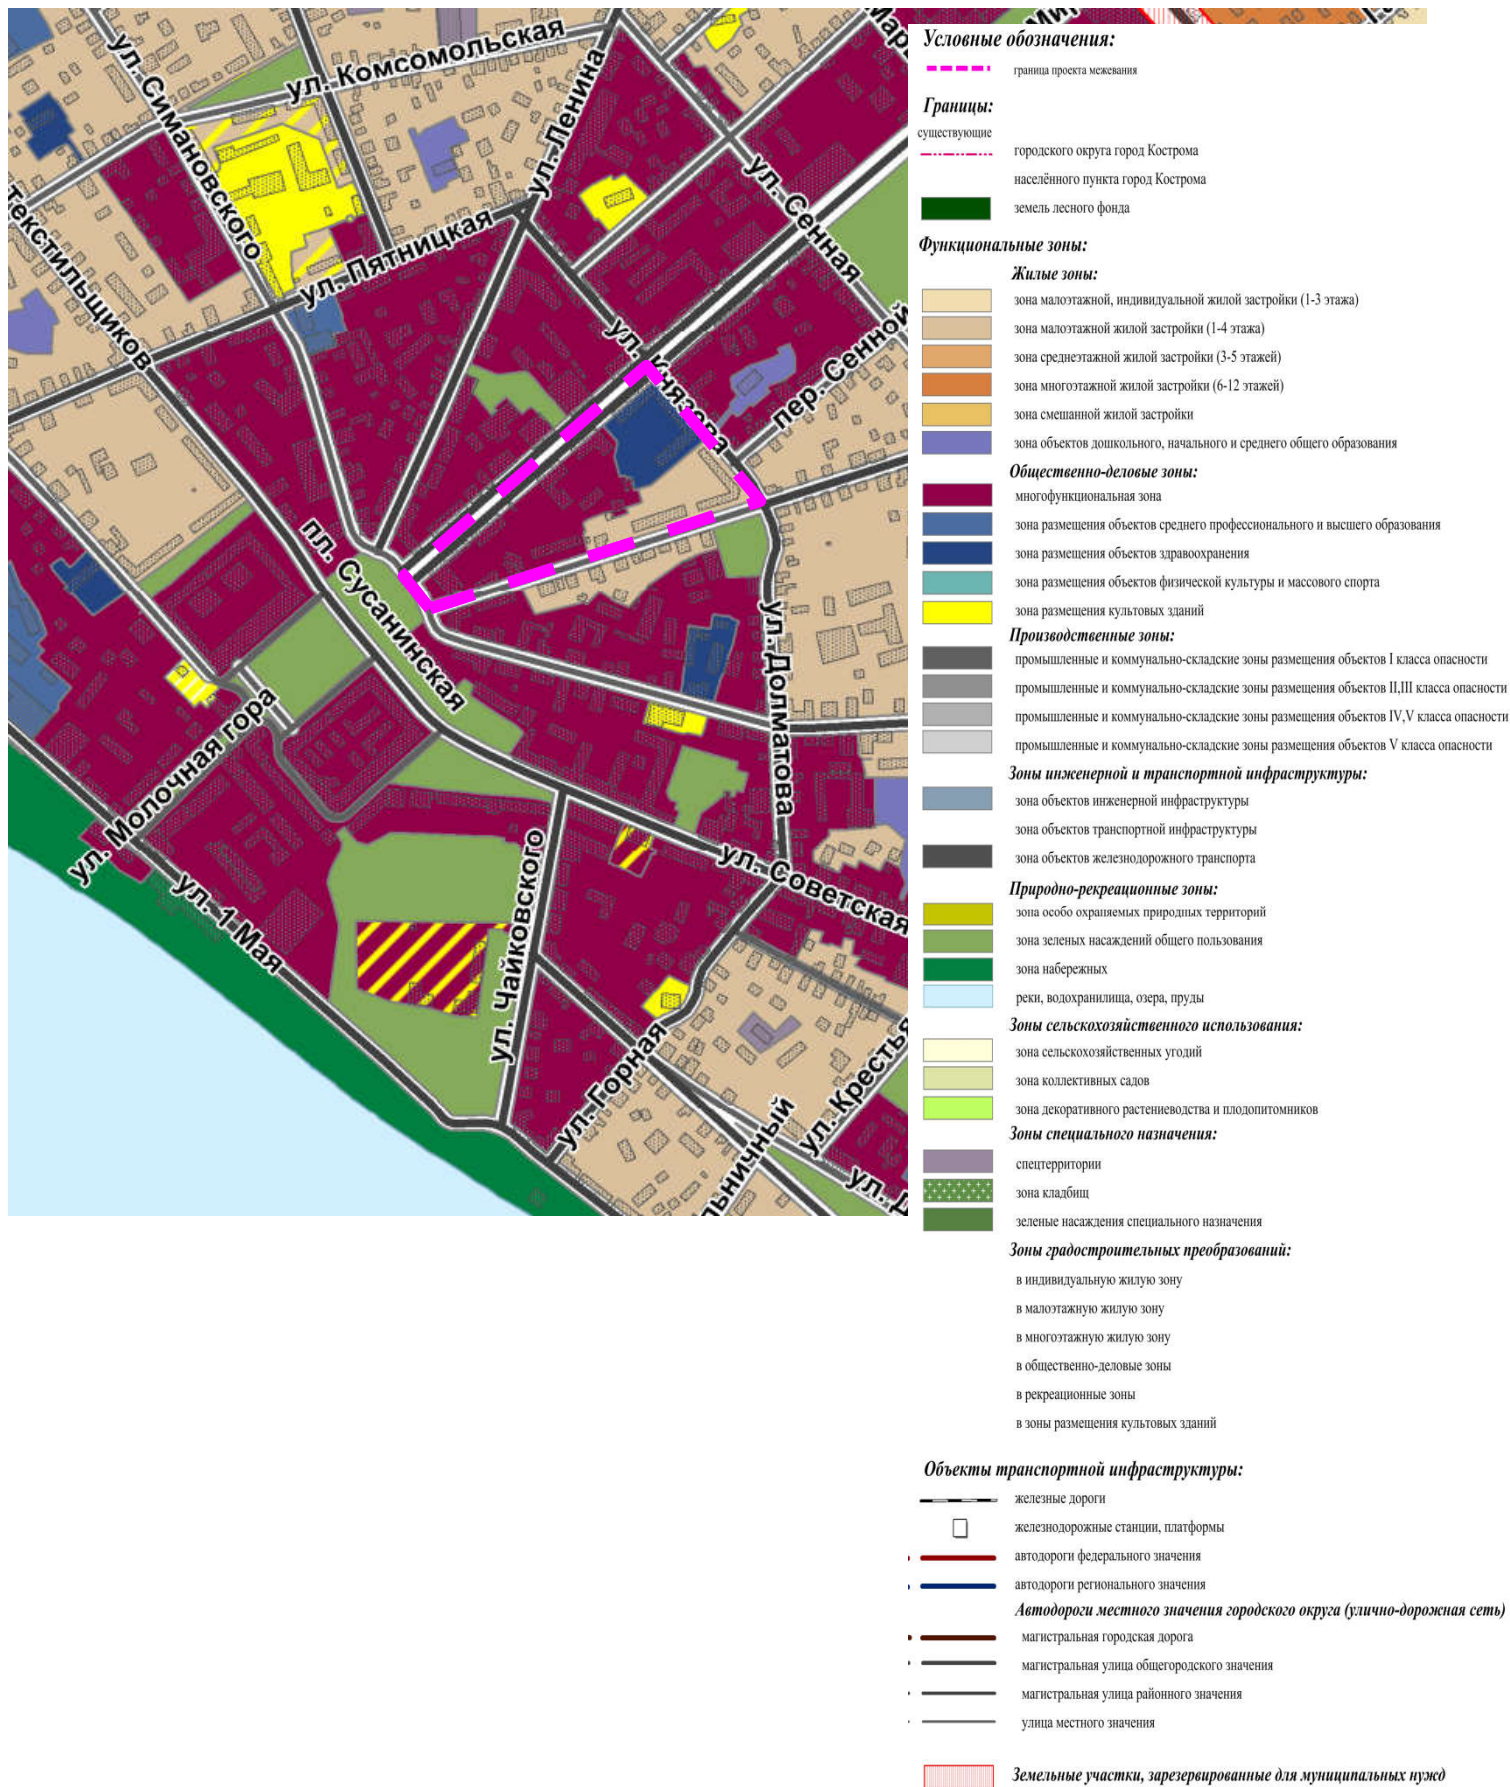 ул. Симановского
ул. Комсомольская
ул. Ленина
ул. Сенная
текстильщиков
ул. Пятницкая
ул. Князева
пер. Сенной
пл. Сусанинская
ул. Долматова
ул. Молочная гора
ул. 1 Мая
ул. Чайковского
ул. Советская
ул. Горная
ул. Кресть
льничный
ул. Д
Условные обозначения:
граница проекта межевания
Границы:
существующие
городского округа город Кострома
населённого пункта город Кострома
земель лесного фонда
Функциональные зоны:
Жилые зоны:
зона малоэтажной, индивидуальной жилой застройки (1-3 этажа)
зона малоэтажной жилой застройки (1-4 этажа)
зона среднеэтажной жилой застройки (3-5 этажей)
зона многоэтажной жилой застройки (6-12 этажей)
зона смешанной жилой застройки
зона объектов дошкольного, начального и среднего общего образования
Общественно-деловые зоны:
многофункциональная зона
зона размещения объектов среднего профессионального и высшего образования
зона размещения объектов здравоохранения
зона размещения объектов физической культуры и массового спорта
зона размещения культовых зданий
Производственные зоны:
промышленные и коммунально-складские зоны размещения объектов I класса опасности
промышленные и коммунально-складские зоны размещения объектов II,III класса опасности
промышленные и коммунально-складские зоны размещения объектов IV,V класса опасности
промышленные и коммунально-складские зоны размещения объектов V класса опасности
Зоны инженерной и транспортной инфраструктуры:
зона объектов инженерной инфраструктуры
зона объектов транспортной инфраструктуры
зона объектов железнодорожного транспорта
Природно-рекреационные зоны:
зона особо охраняемых природных территорий
зона зеленых насаждений общего пользования
зона набережных
реки, водохранилища, озера, пруды
Зоны сельскохозяйственного использования:
зона сельскохозяйственных угодий
зона коллективных садов
зона декоративного растениеводства и плодопитомников
Зоны специального назначения:
спецтерритории
зона кладбищ
зеленые насаждения специального назначения
Зоны градостроительных преобразований:
в индивидуальную жилую зону
в малоэтажную жилую зону
в многоэтажную жилую зону
в общественно-деловые зоны
в рекреационные зоны
в зоны размещения культовых зданий
Объекты транспортной инфраструктуры:
железные дороги
железнодорожные станции, платформы
автодороги федерального значения
автодороги регионального значения
Автодороги местного значения городского округа (улично-дорожная сеть)
магистральная городская дорога
магистральная улица общегородского значения
магистральная улица районного значения
улица местного значения
Земельные участки, зарезервированные для муниципальных нужд